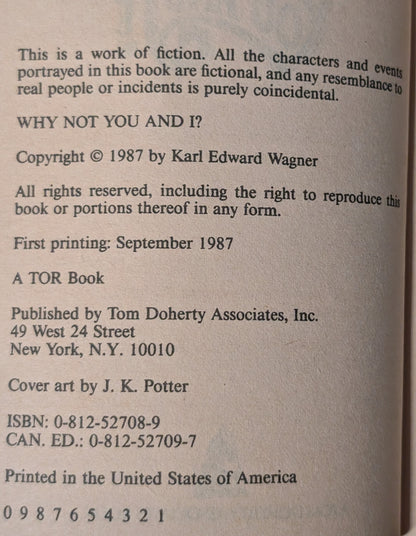 This is a work of fiction. All the characters and events
portrayed in this book are fictional, and any resemblance to
real people or incidents is purely coincidental.
WHY NOT YOU AND I?
Copyright © 1987 by Karl Edward Wagner
All rights reserved, including the right to reproduce this
book or portions thereof in any form.
First printing: September 1987
A TOR Book
Published by Tom Doherty Associates, Inc.
49 West 24 Street
New York, N.Y. 10010
Cover art by J. K. Potter
ISBN: 0-812-52708-9
CAN. ED.: 0-812-52709-7
Printed in the United States of America
0 9 8 7 6 5 4 3 2 1